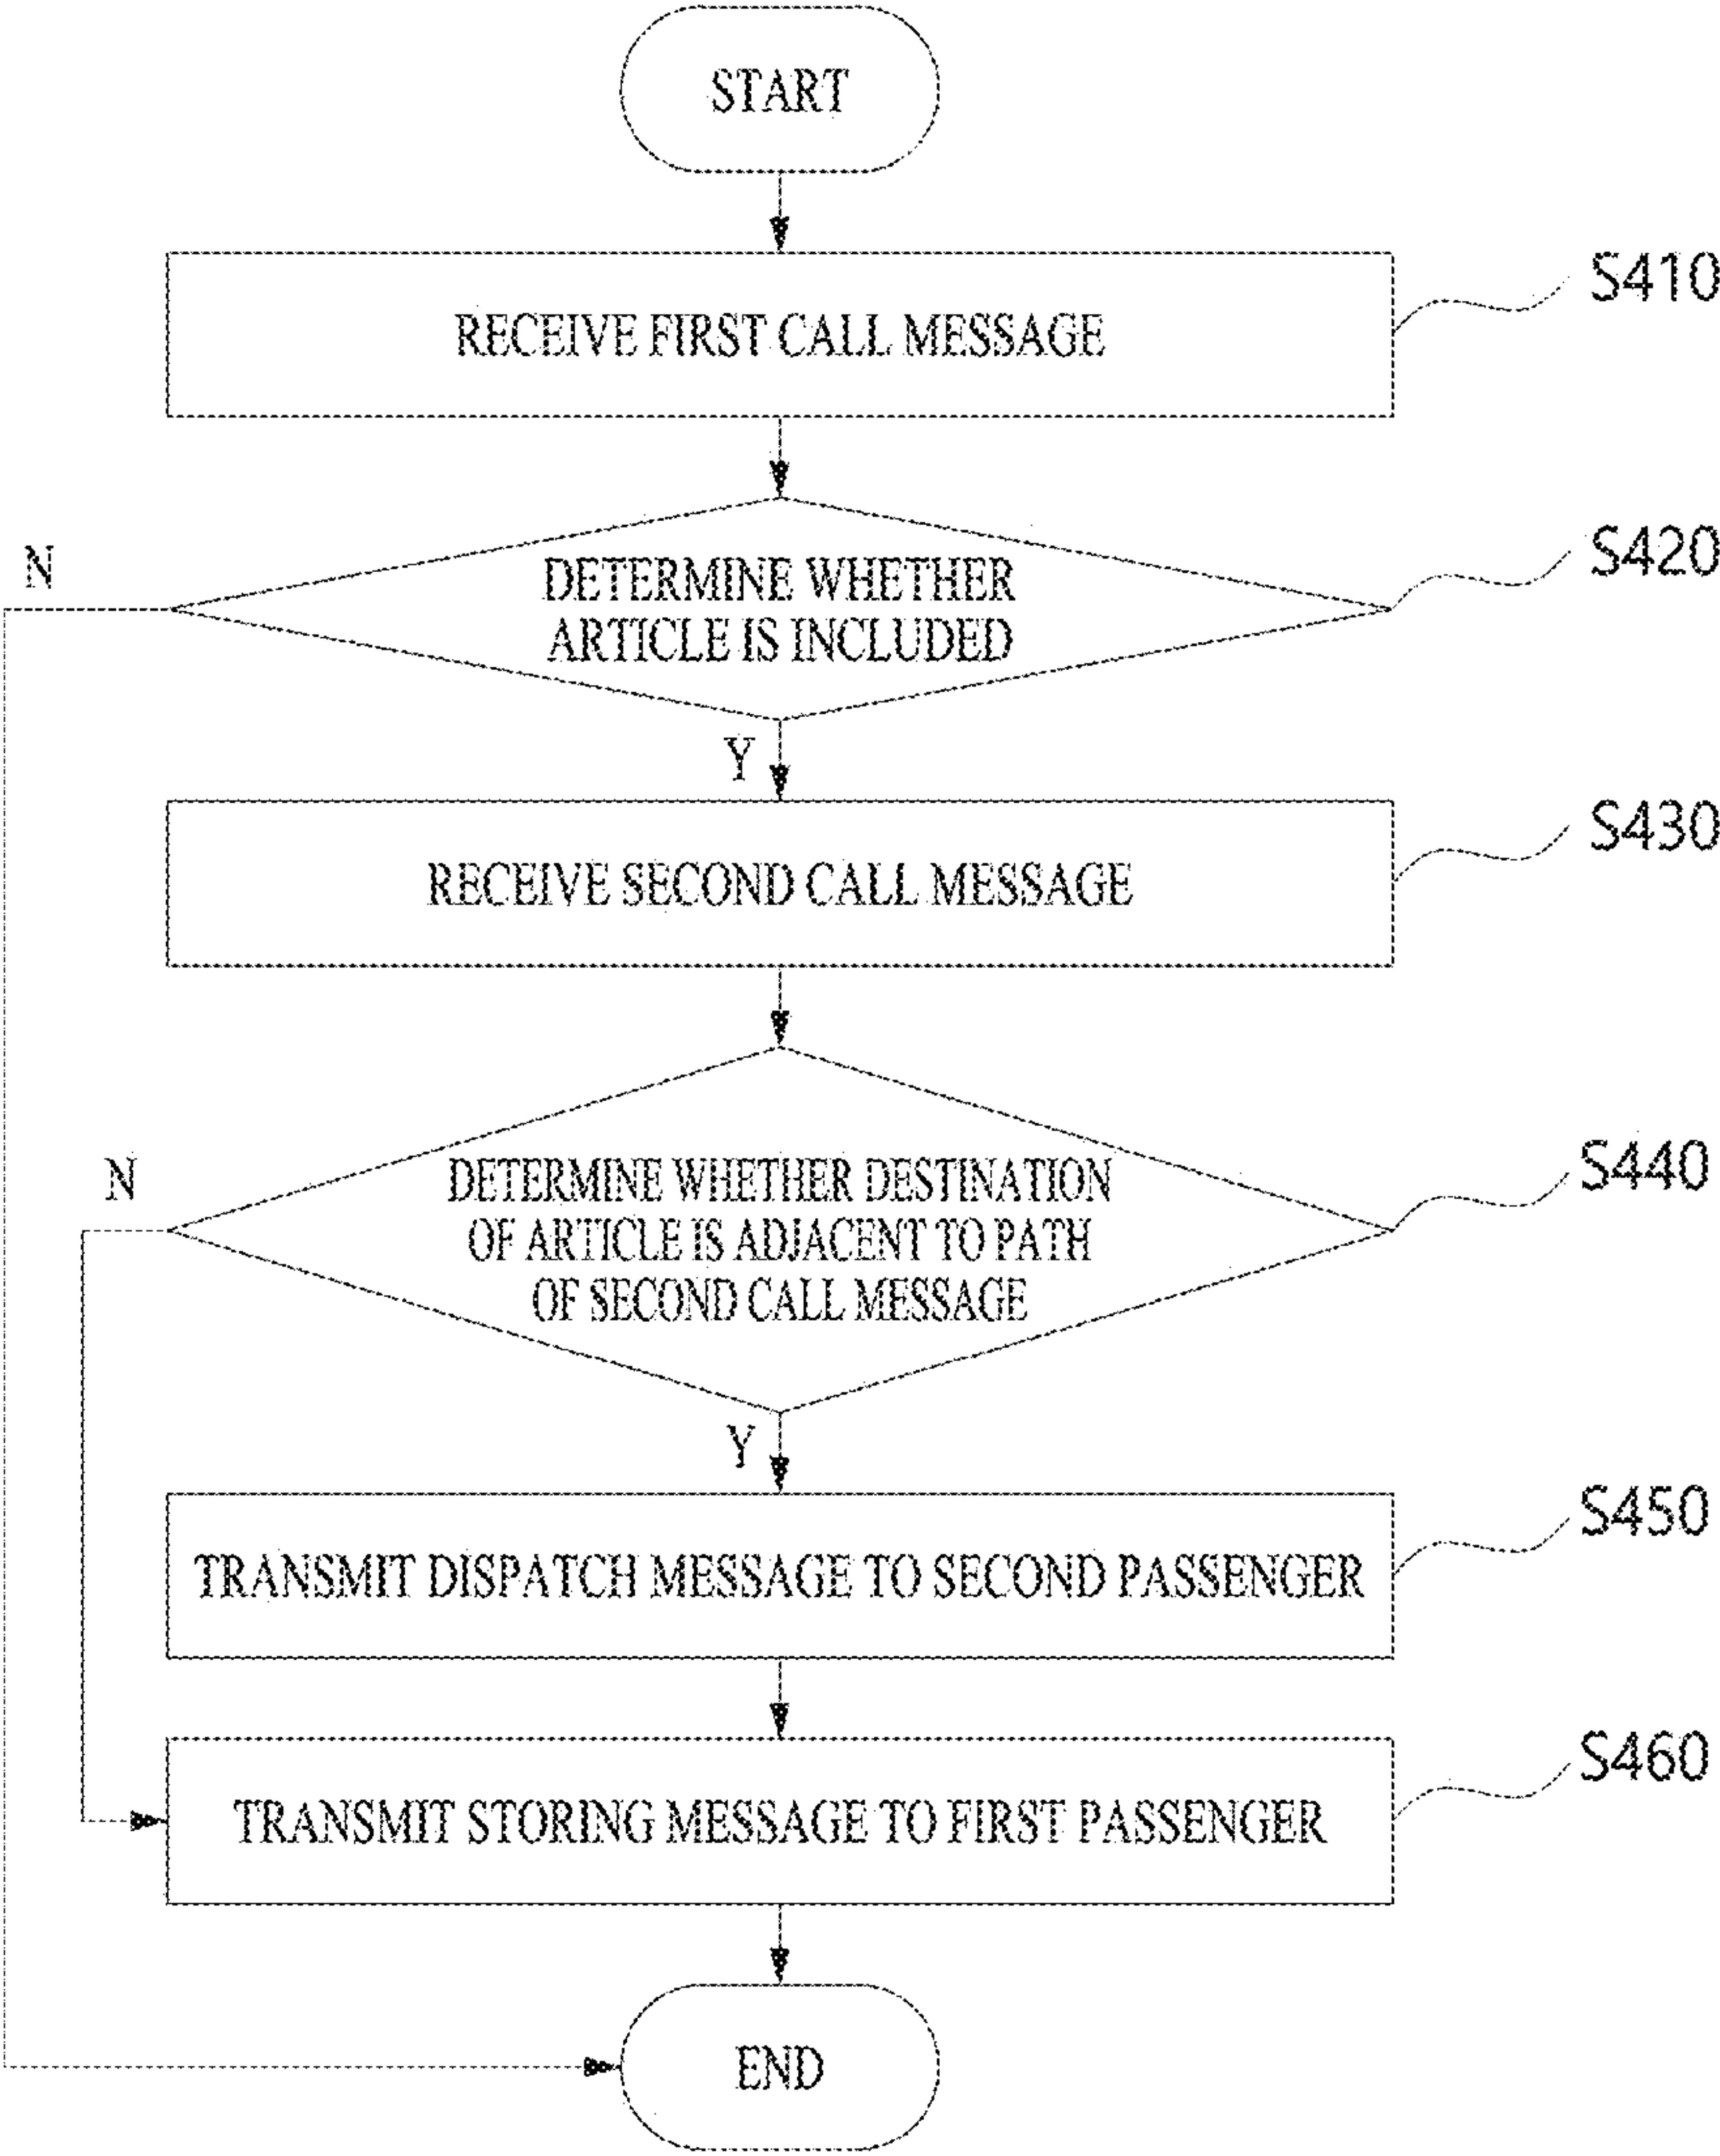 START
RECEIVE FIRST CALL MESSAGE
S410
DETERMINE WHETHER
ARTICLE IS INCLUDED
S420
N
Y
RECEIVE SECOND CALL MESSAGE
S430
DETERMINE WHETHER DESTINATION
OF ARTICLE IS ADJACENT TO PATH
OF SECOND CALL MESSAGE
S440
N
Y
TRANSMIT DISPATCH MESSAGE TO SECOND PASSENGER
S450
TRANSMIT STORING MESSAGE TO FIRST PASSENGER
S460
END